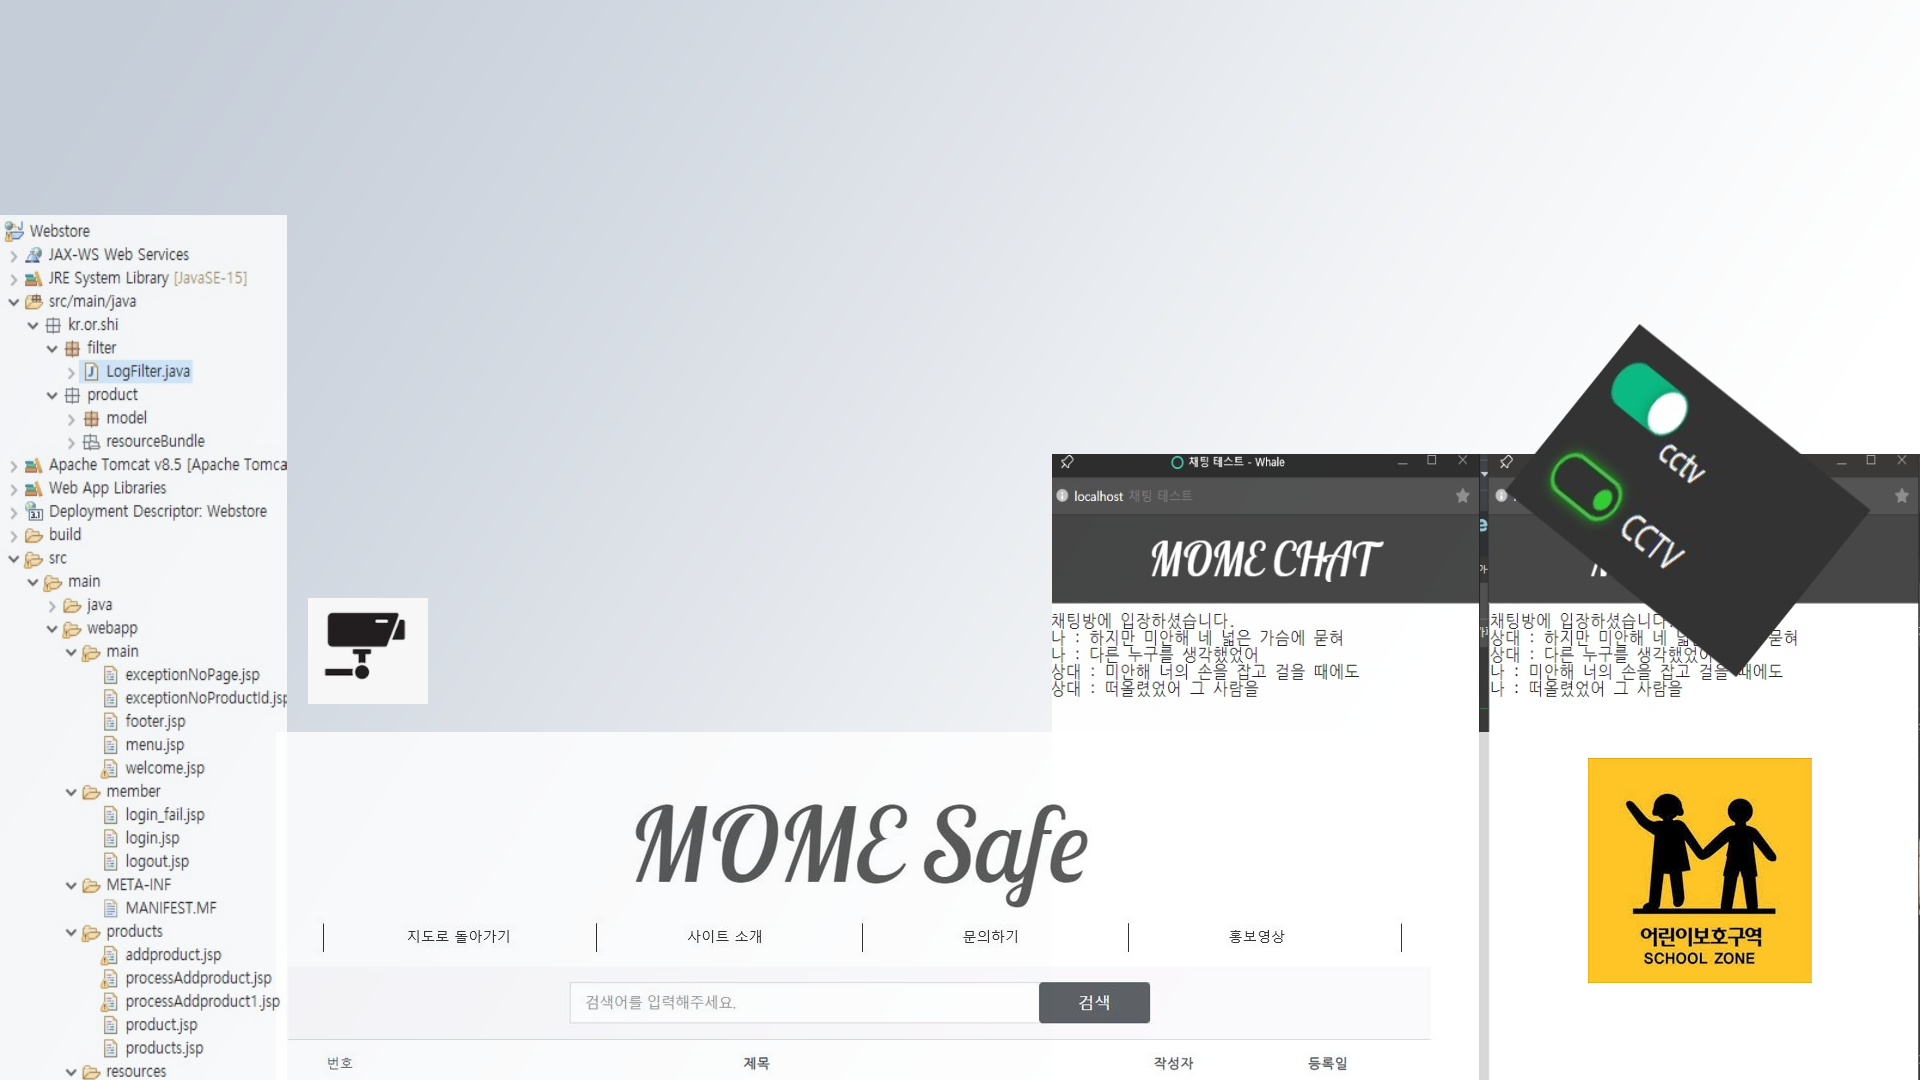 Webstore
JAX-WS Web Services
JRE System Library [JavaSE-15]
src/main/java
kr.or.shi
filter
LogFilter.java
product
model
resourceBundle
Apache Tomcat v8.5 [Apache Tomca
Web App Libraries
Deployment Descriptor: Webstore
build
src
main
java
webapp
main
exceptionNoPage.jsp
exceptionNoProductId.jsp
footer.jsp
menu.jsp
welcome.jsp
member
login_fail.jsp
login.jsp
logout.jsp
META-INF
MANIFEST.MF
products
addproduct.jsp
processAddproduct.jsp
processAddproduct1.jsp
product.jsp
products.jsp
resources
채팅 테스트 - Whale
localhost 채팅 테스트
MOME CHAT
채팅방에 입장하셨습니다.
나 : 하지만 미안해 네 넓은 가슴에 묻혀
나 : 다른 누구를 생각했었어
상대 : 미안해 너의 손을 잡고 걸을 때에도
상대 : 떠올렸었어 그 사람을
cctv
CCTV
채팅방에 입장하셨습니다.
상대 : 하지만 미안해 네 묻혀
상대 : 다른 누구를 생각했었어
나 : 미안해 너의 손을 잡고 걸을 때에도
나 : 떠올렸었어 그 사람을
어린이보호구역
SCHOOL ZONE
MOME Safe
지도로 돌아가기 사이트 소개 문의하기 홍보영상
검색어를 입력해주세요. 검색
번호 제목 작성자 등록일